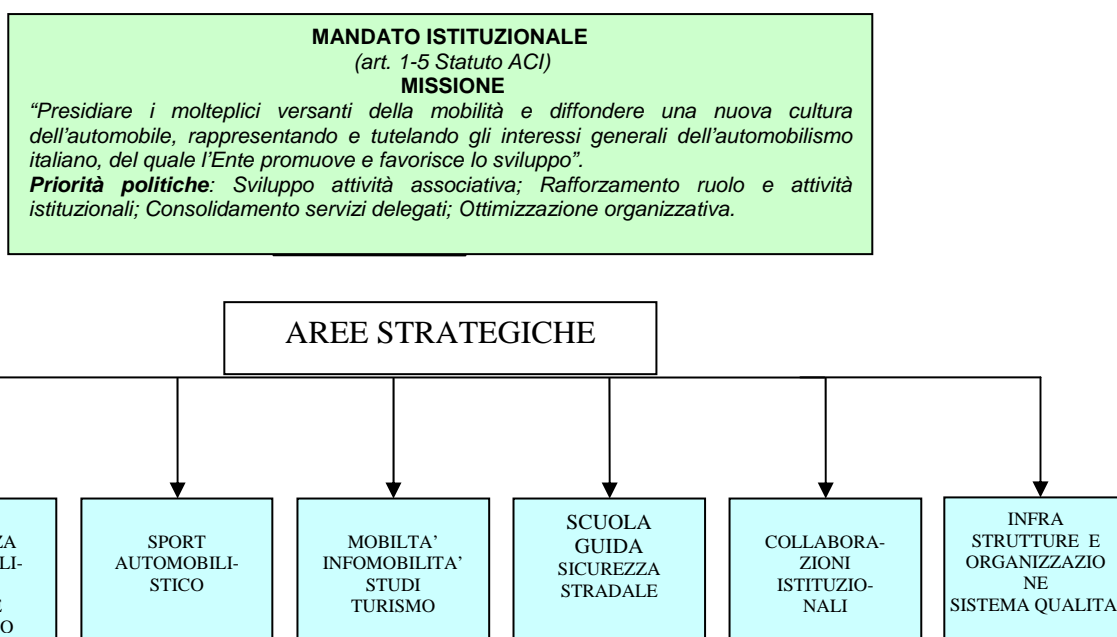 MANDATO ISTITUZIONALE
(art. 1-5 Statuto ACI)
MISSIONE
“Presidiare i molteplici versanti della mobilità e diffondere una nuova cultura
dell’automobile, rappresentando e tutelando gli interessi generali dell’automobilismo
italiano, del quale l’Ente promuove e favorisce lo sviluppo”.
Priorità politiche: Sviluppo attività associativa; Rafforzamento ruolo e attività
istituzionali; Consolidamento servizi delegati; Ottimizzazione organizzativa.
AREE STRATEGICHE
SPORT
AUTOMOBILI-
STICO
MOBILTA’
INFOMOBILITA’
STUDI
TURISMO
SCUOLA
GUIDA
SICUREZZA
STRADALE
COLLABORA-
ZIONI
ISTITUZIO-
NALI
INFRA
STRUTTURE E
ORGANIZZAZIO
NE
SISTEMA QUALITA